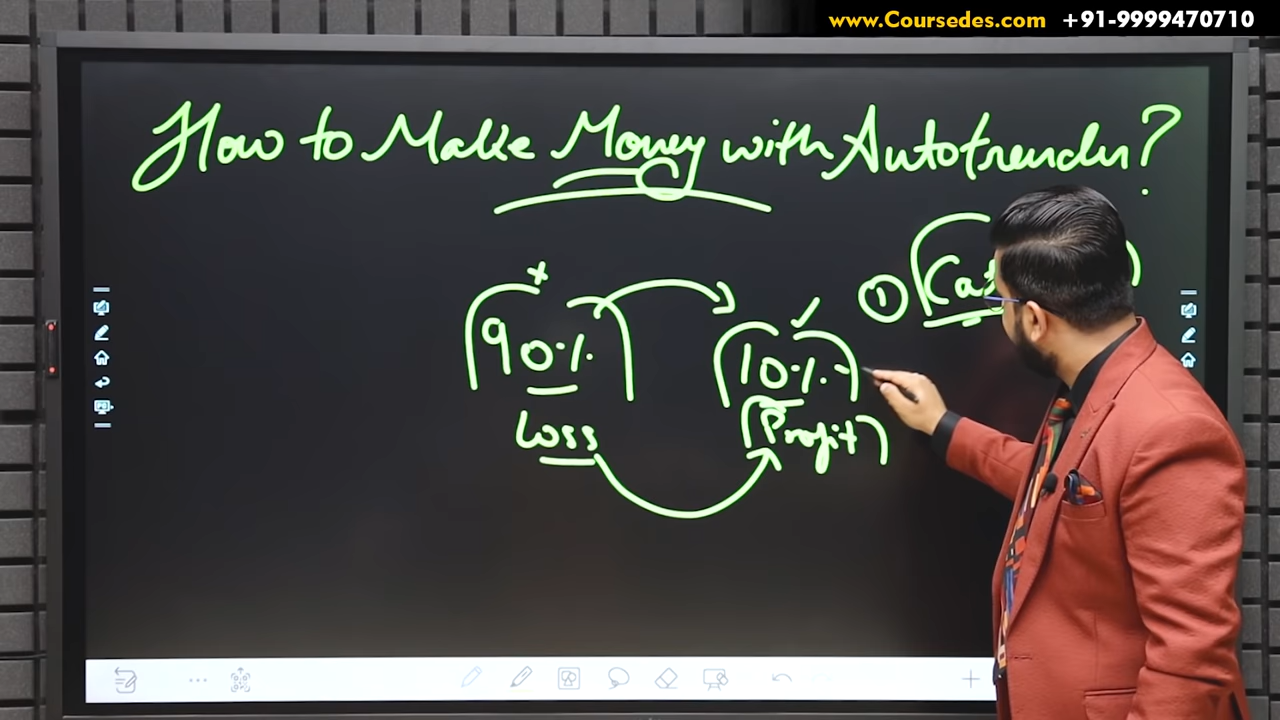 www.Coursedes.com +91-9999470710
How to Make Money with Autotrender?
90%
Loss
10%
(Profit)
①